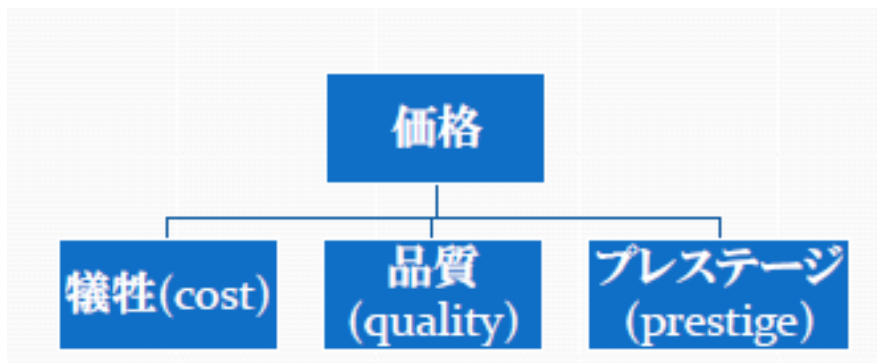 価格
犠牲(cost)
品質
(quality)
プレステージ
(prestige)